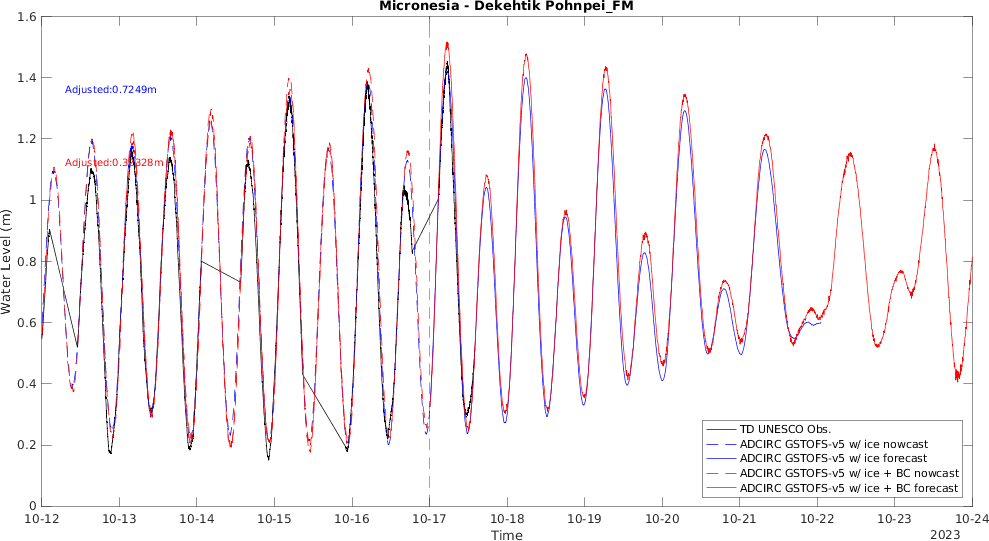 Micronesia - Dekehtik Pohnpei_FM
Water Level (m)
1.6
1.4
1.2
1
0.8
0.6
0.4
0.2
0
Adjusted:0.7249m
TD UNESCO Obs.
ADCIRC GSTOFS-v5 w/ ice nowcast
ADCIRC GSTOFS-v5 w/ ice forecast
ADCIRC GSTOFS-v5 w/ ice + BC nowcast
ADCIRC GSTOFS-v5 w/ ice + BC forecast
10-12 10-13 10-14 10-15 10-16 10-17 10-18 10-19 10-20 10-21 10-22 10-23 10-24
Time
2023